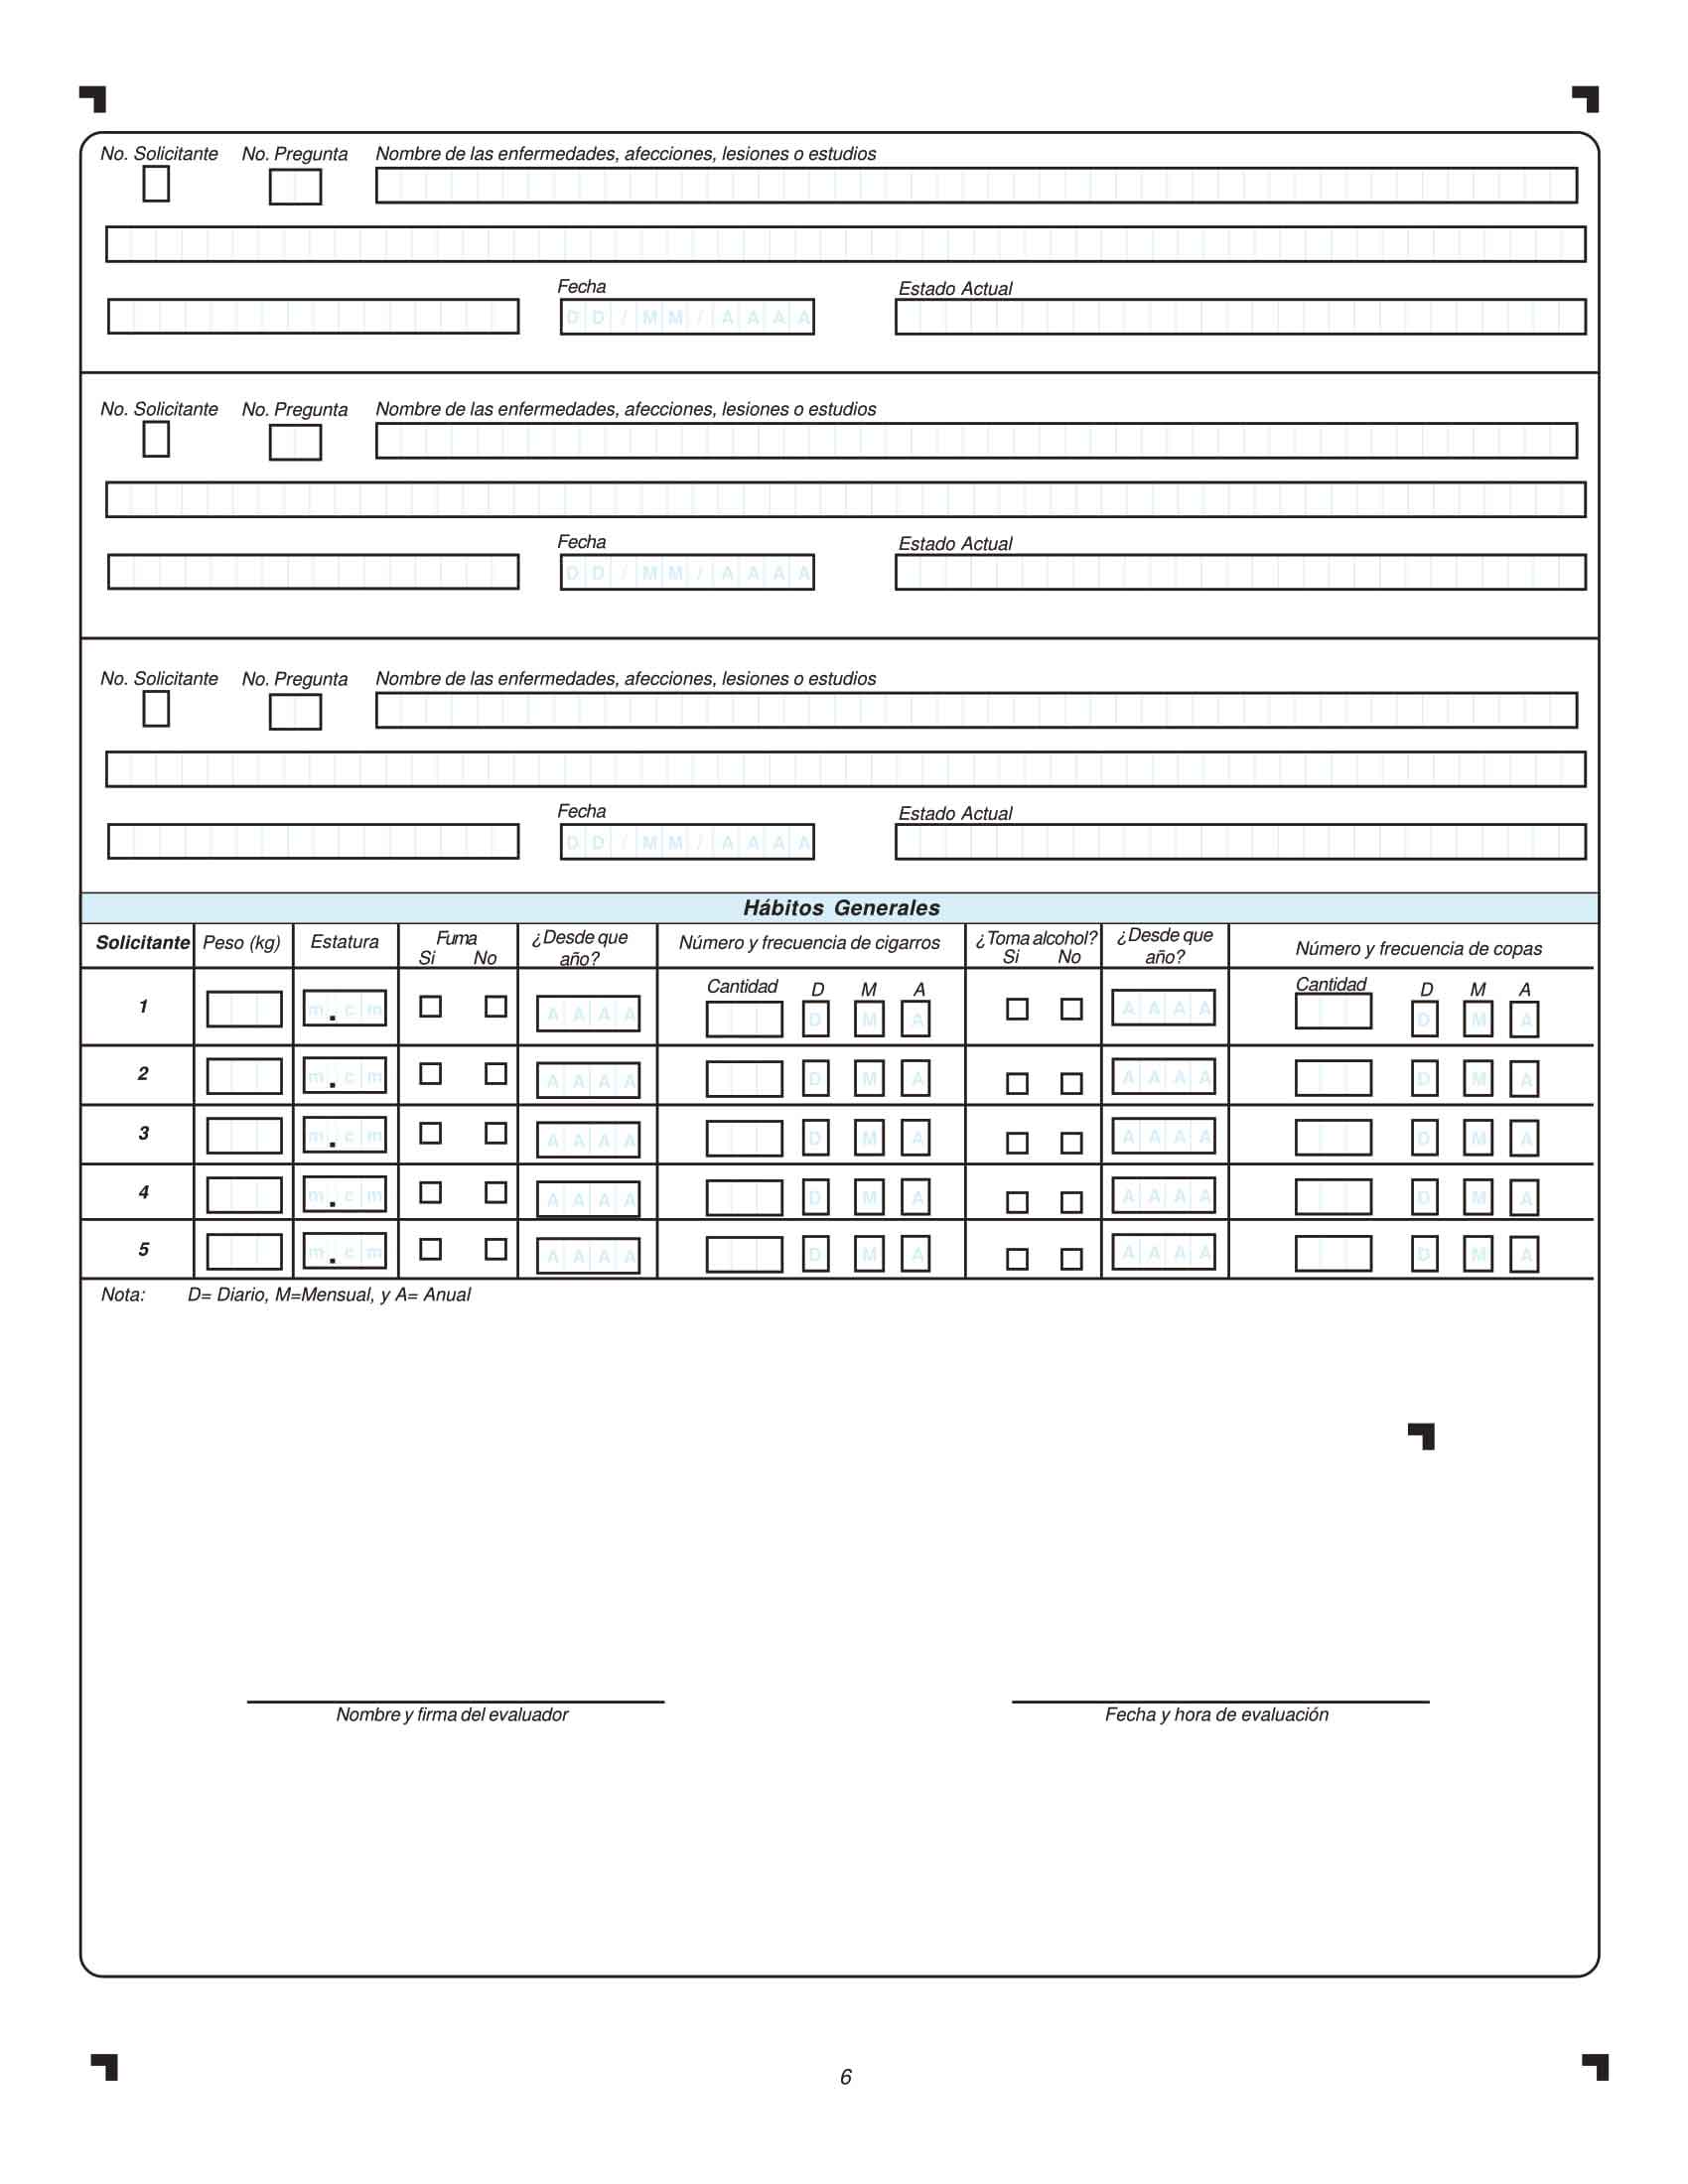 No. Solicitante No. Pregunta Nombre de las enfermedades, afecciones, lesiones o estudios
Fecha Estado Actual
D D / M M / A A A A
No. Solicitante No. Pregunta Nombre de las enfermedades, afecciones, lesiones o estudios
Fecha Estado Actual
D D / M M / A A A A
No. Solicitante No. Pregunta Nombre de las enfermedades, afecciones, lesiones o estudios
Fecha Estado Actual
D D / M M / A A A A
Hábitos Generales
Solicitante Peso (kg) Estatura Fuma ¿Desde que Número y frecuencia de cigarros ¿Toma alcohol? ¿Desde que Número y frecuencia de copas
Si No año? Si No año?
Cantidad D M A Cantidad D M A
1 m . c m A A A A D M A A A A A D M A
2 m . c m A A A A D M A A A A A D M A
3 m . c m A A A A D M A A A A A D M A
4 m . c m A A A A D M A A A A A D M A
5 m . c m A A A A D M A A A A A D M A
Nota: D= Diario, M=Mensual, y A= Anual
Nombre y firma del evaluador Fecha y hora de evaluación
6